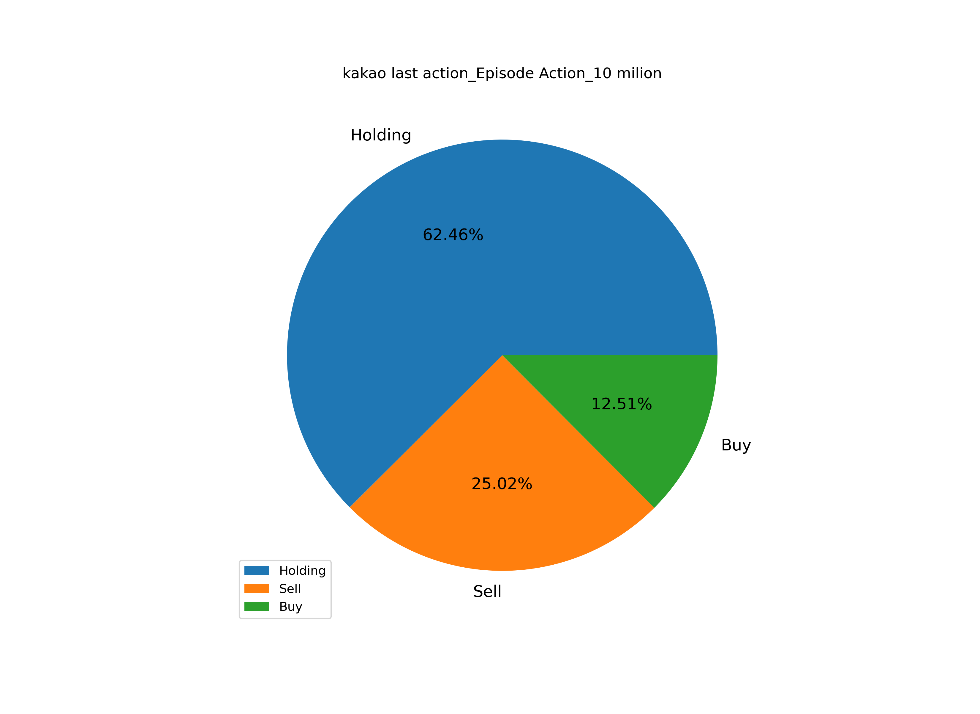 kakao last action_Episode Action_10 milion
Holding
62.46%
12.51%
Buy
25.02%
Sell
Holding
Sell
Buy